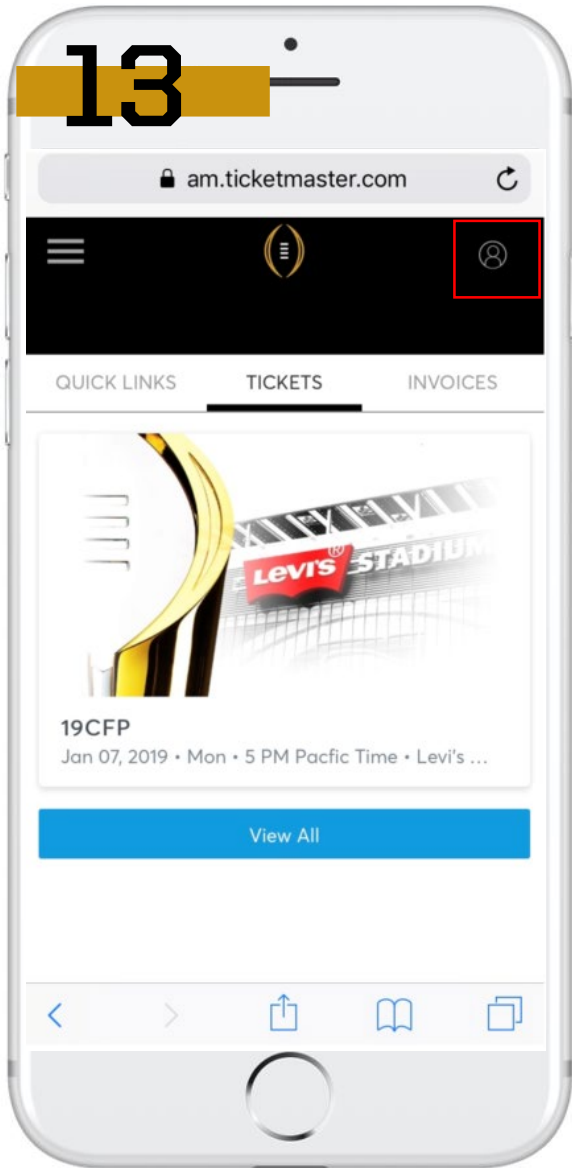 13
am.ticketmaster.com
QUICK LINKS TICKETS INVOICES
LEVI'S® STADIUM
19CFP
Jan 07, 2019 • Mon • 5 PM Pacfic Time • Levi's ...
View All